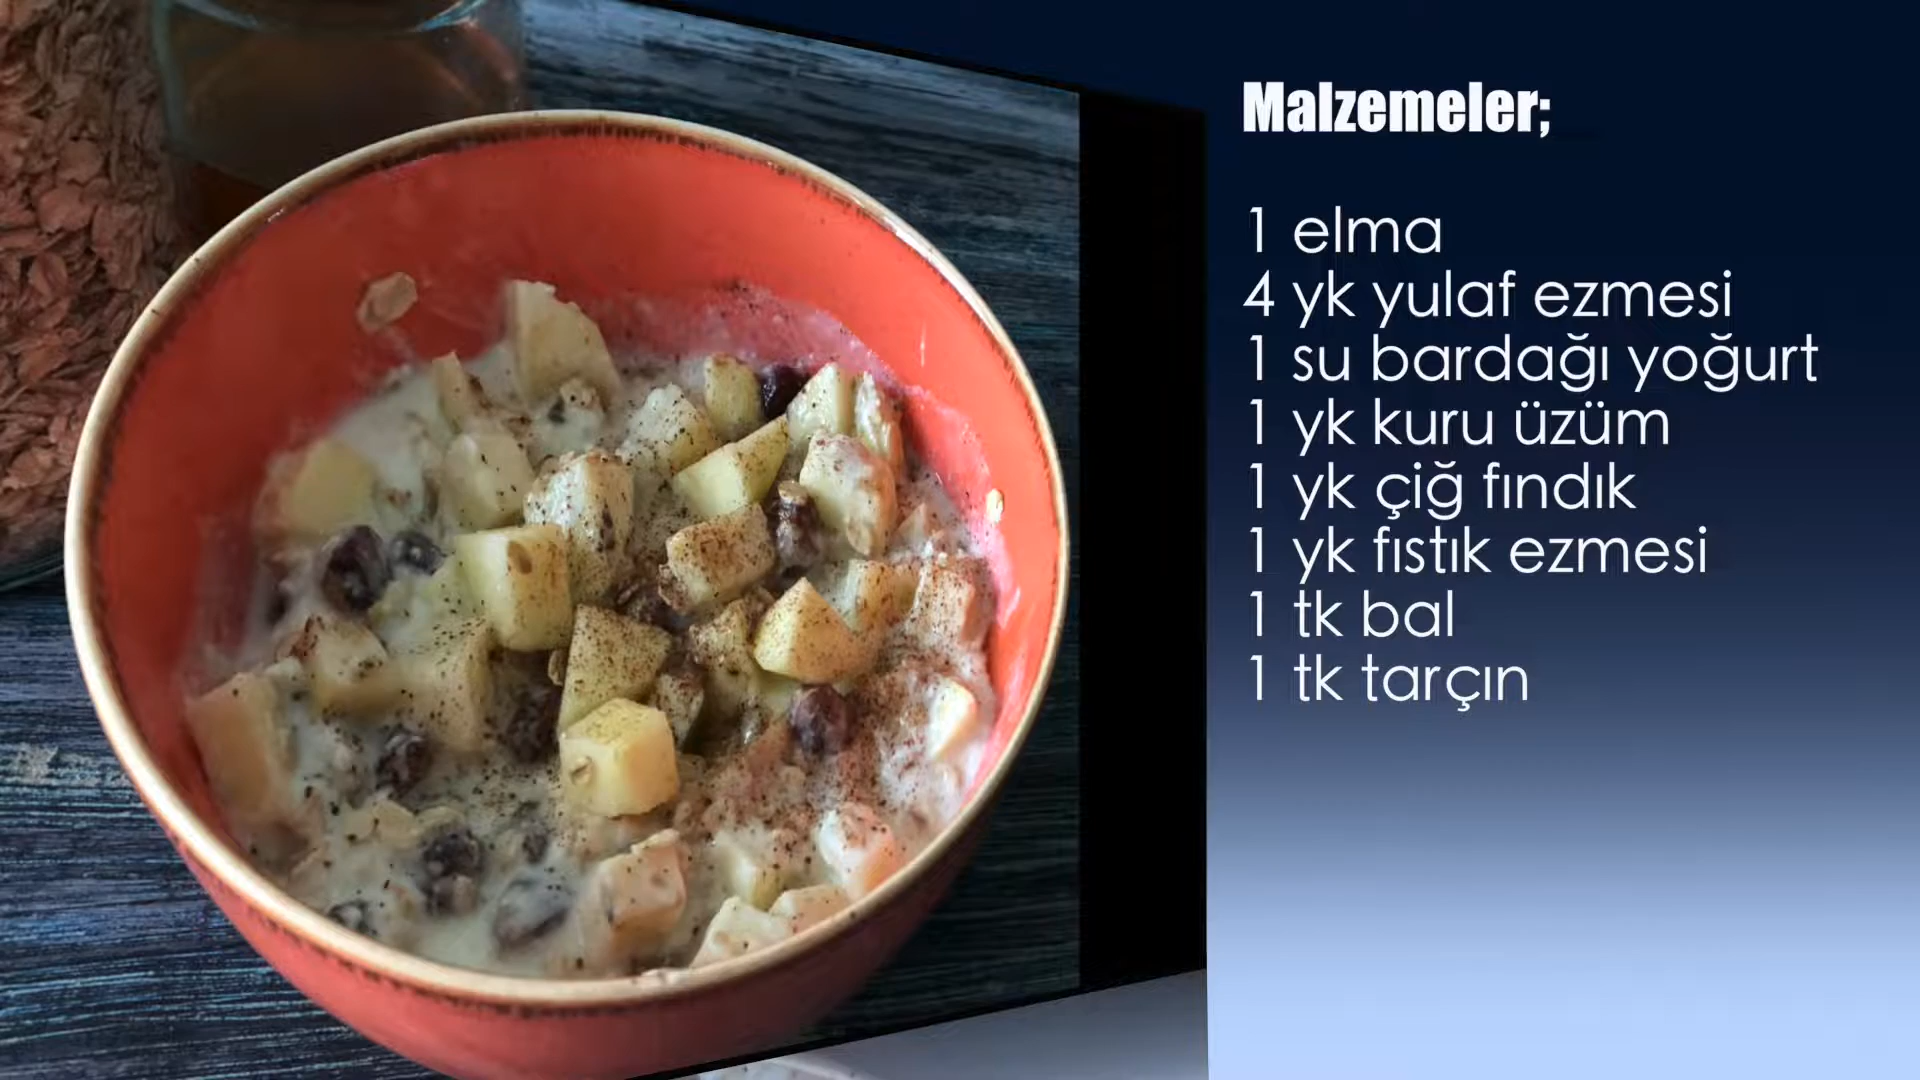 Malzemeler;
1 elma
4 yk yulaf ezmesi
1 su bardağı yoğurt
1 yk kuru üzüm
1 yk çiğ fındık
1 yk fıstık ezmesi
1 tk bal
1 tk tarçın